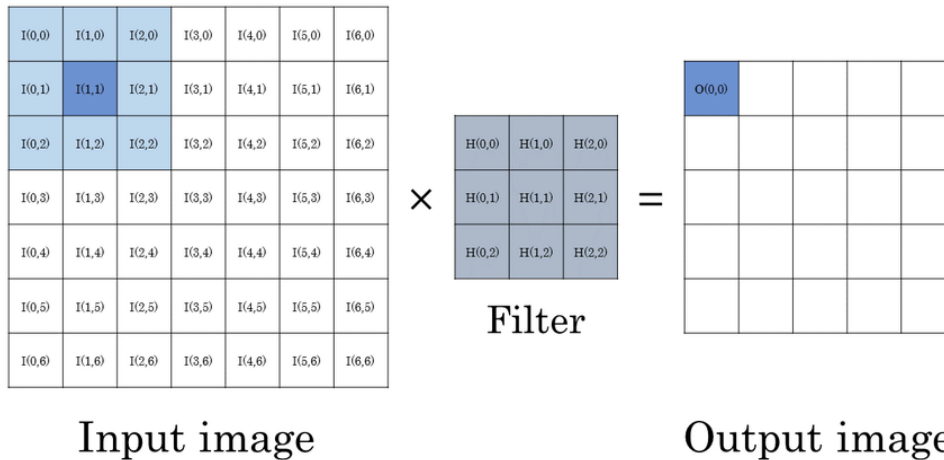 I(0,0) I(1,0) I(2,0) I(3,0) I(4,0) I(5,0) I(6,0)
I(0,1) I(1,1) I(2,1) I(3,1) I(4,1) I(5,1) I(6,1)
I(0,2) I(1,2) I(2,2) I(3,2) I(4,2) I(5,2) I(6,2)
I(0,3) I(1,3) I(2,3) I(3,3) I(4,3) I(5,3) I(6,3)
I(0,4) I(1,4) I(2,4) I(3,4) I(4,4) I(5,4) I(6,4)
I(0,5) I(1,5) I(2,5) I(3,5) I(4,5) I(5,5) I(6,5)
I(0,6) I(1,6) I(2,6) I(3,6) I(4,6) I(5,6) I(6,6)
Input image
×
H(0,0) H(1,0) H(2,0)
H(0,1) H(1,1) H(2,1)
H(0,2) H(1,2) H(2,2)
Filter
=
O(0,0)
Output image